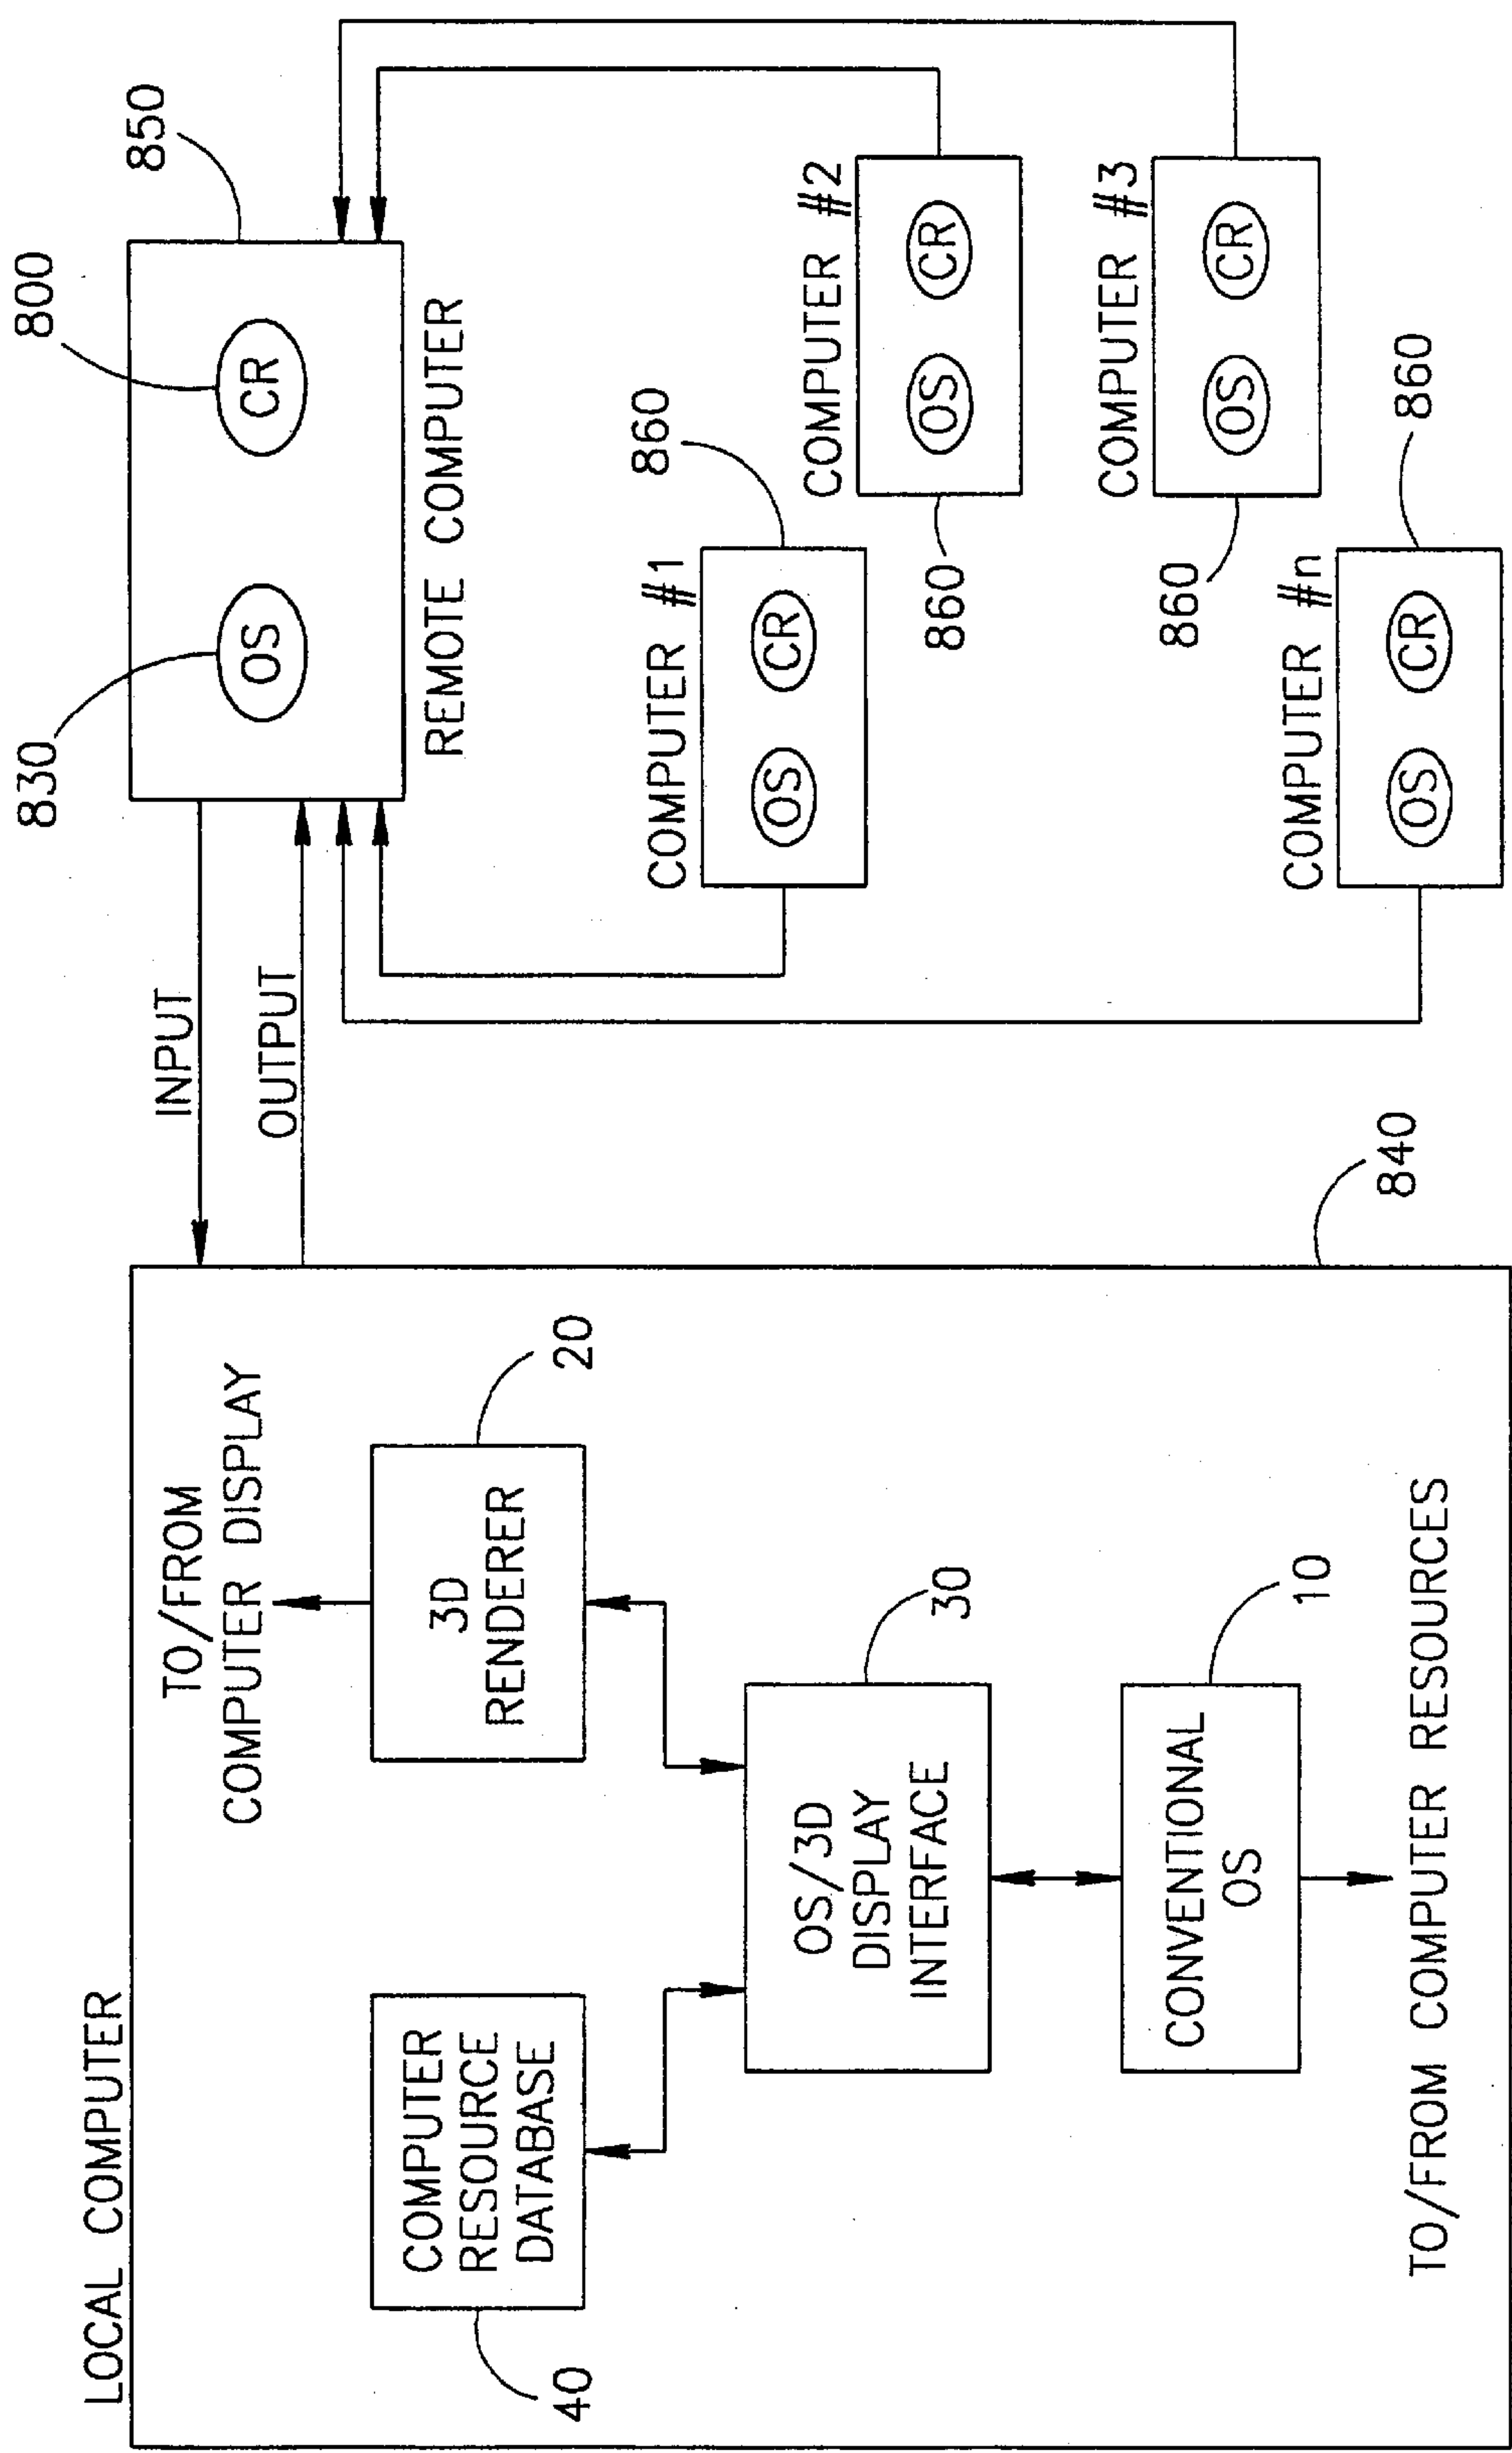 LOCAL COMPUTER
TO/FROM
COMPUTER DISPLAY
COMPUTER
RESOURCE
DATABASE
40
3D
RENDERER
20
OS/3D
DISPLAY
INTERFACE
30
CONVENTIONAL
OS
10
TO/FROM COMPUTER RESOURCES
840
INPUT
OUTPUT
830
800
850
OS
CR
REMOTE COMPUTER
COMPUTER #1
860
OS
CR
COMPUTER #2
OS
CR
860
COMPUTER #3
OS
CR
860
COMPUTER #n
860
OS
CR